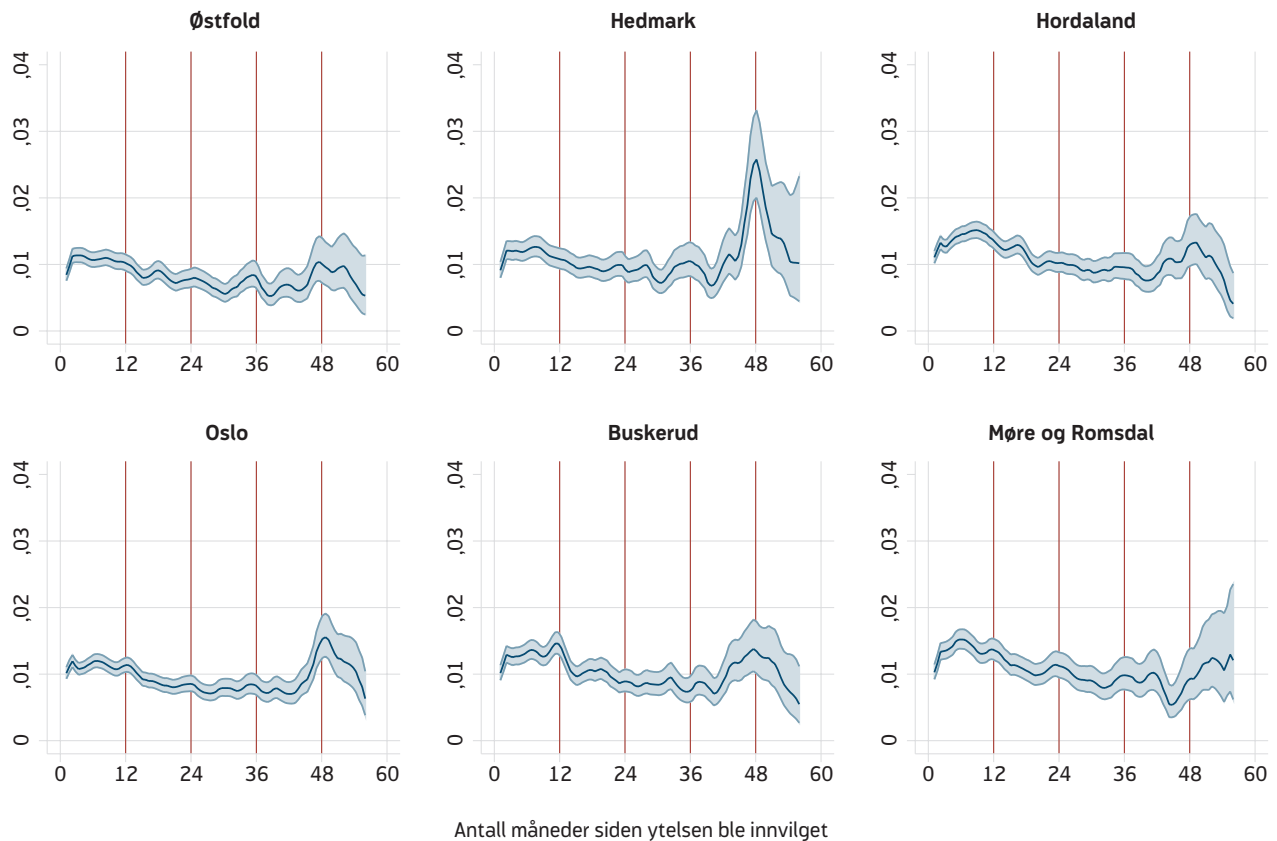 Østfold Hedmark Hordaland
,04 ,04 ,04
,03 ,03 ,03
,02 ,02 ,02
,01 ,01 ,01
0 0 0
0 12 24 36 48 60 0 12 24 36 48 60 0 12 24 36 48 60
Oslo Buskerud Møre og Romsdal
,04 ,04 ,04
,03 ,03 ,03
,02 ,02 ,02
,01 ,01 ,01
0 0 0
0 12 24 36 48 60 0 12 24 36 48 60 0 12 24 36 48 60
Antall måneder siden ytelsen ble innvilget